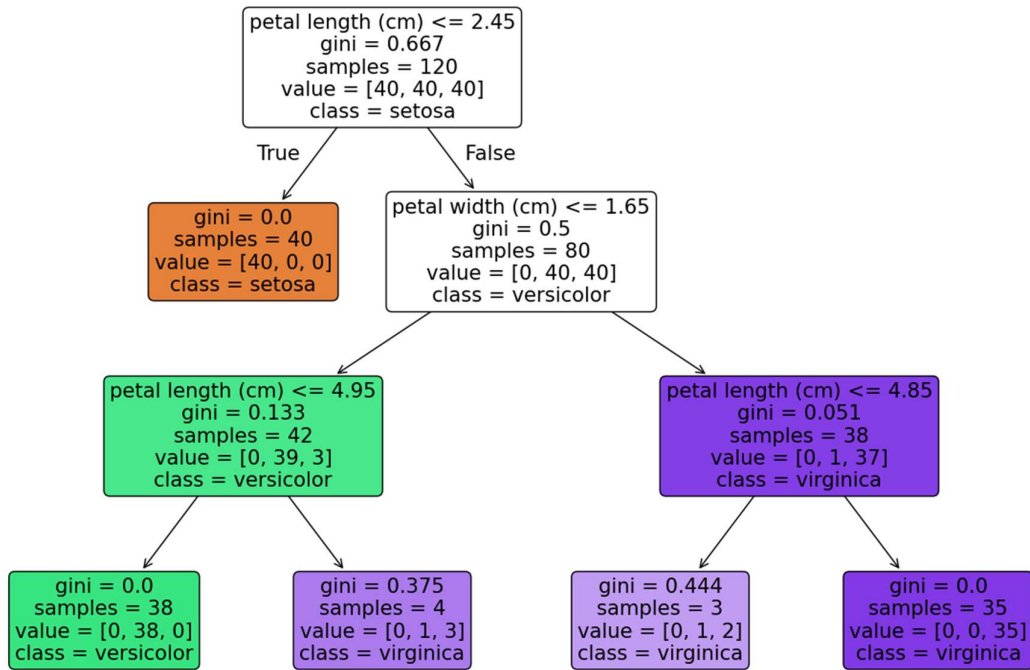 petal length (cm) <= 2.45
gini = 0.667
samples = 120
value = [40, 40, 40]
class = setosa
True
False
gini = 0.0
samples = 40
value = [40, 0, 0]
class = setosa
petal width (cm) <= 1.65
gini = 0.5
samples = 80
value = [0, 40, 40]
class = versicolor
petal length (cm) <= 4.95
gini = 0.133
samples = 42
value = [0, 39, 3]
class = versicolor
petal length (cm) <= 4.85
gini = 0.051
samples = 38
value = [0, 1, 37]
class = virginica
gini = 0.0
samples = 38
value = [0, 38, 0]
class = versicolor
gini = 0.375
samples = 4
value = [0, 1, 3]
class = virginica
gini = 0.444
samples = 3
value = [0, 1, 2]
class = virginica
gini = 0.0
samples = 35
value = [0, 0, 35]
class = virginica